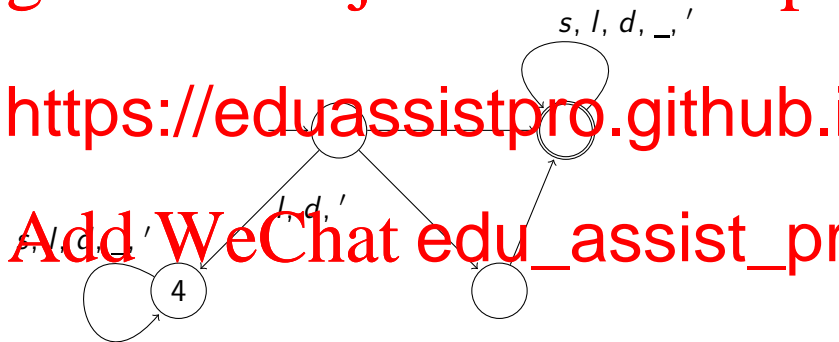 s, l, d, _, ′
https://eduassistpro.github.i
l, d, ′
s, l, d, _, ′
Add WeChat edu_assist_pr
4